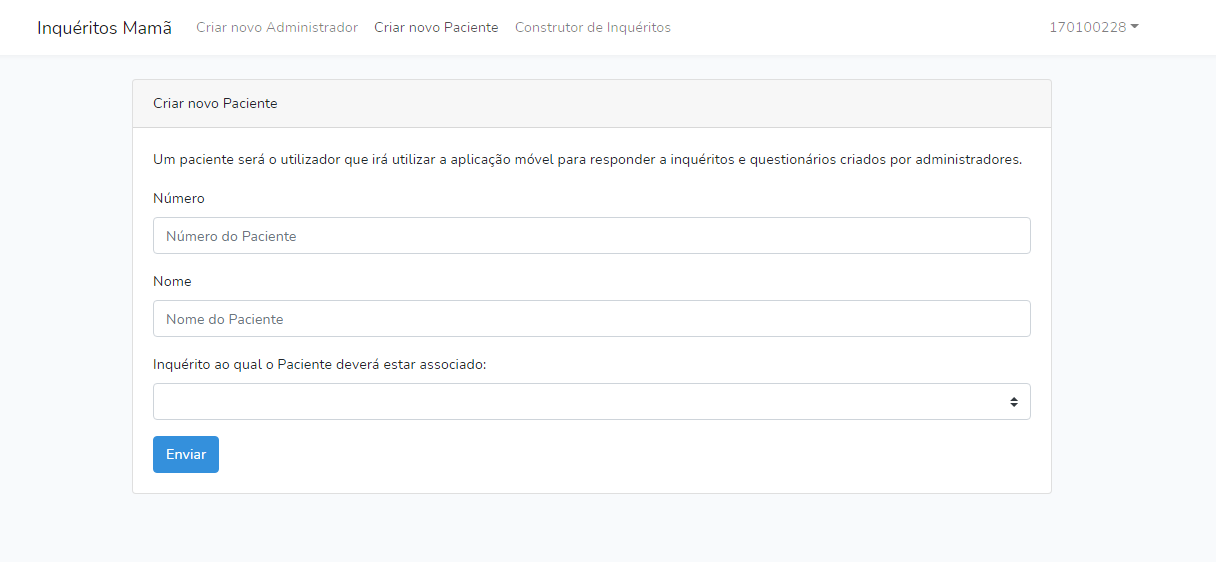 Inquéritos Mamã Criar novo Administrador Criar novo Paciente Construtor de Inquéritos 170100228
Criar novo Paciente
Um paciente será o utilizador que irá utilizar a aplicação móvel para responder a inquéritos e questionários criados por administradores.
Número
Número do Paciente
Nome
Nome do Paciente
Inquérito ao qual o Paciente deverá estar associado:
Enviar